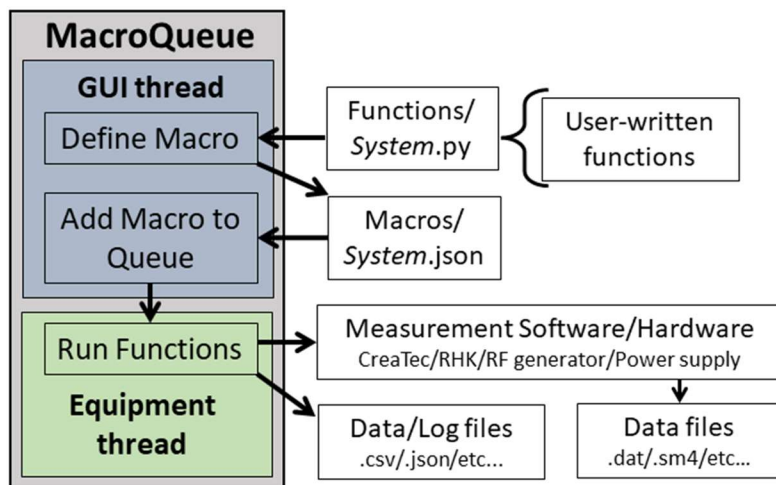 MacroQueue
GUI thread
Define Macro
Functions/
System.py
User-written
functions
Add Macro to
Queue
Macros/
System.json
Run Functions
Equipment
thread
Measurement Software/Hardware
CreaTec/RHK/RF generator/Power supply
Data/Log files
.csv/.json/etc...
Data files
.dat/.sm4/etc...